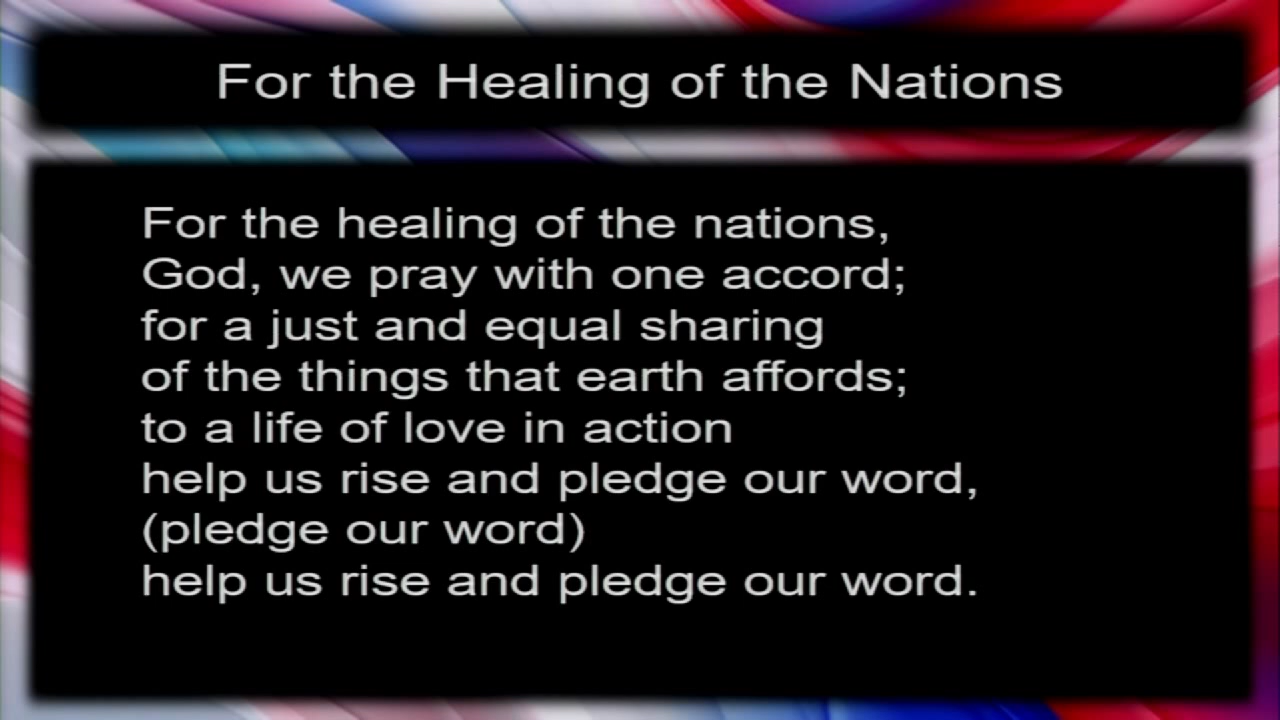 For the Healing of the Nations
For the healing of the nations,
God, we pray with one accord;
for a just and equal sharing
of the things that earth affords;
to a life of love in action
help us rise and pledge our word,
(pledge our word)
help us rise and pledge our word.